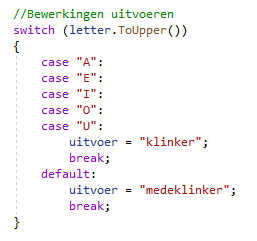 //Bewerkingen uitvoeren
switch (letter.ToUpper())
{
    case "A":
    case "E":
    case "I":
    case "O":
    case "U":
        uitvoer = "klinker";
        break;
    default:
        uitvoer = "medeklinker";
        break;
}